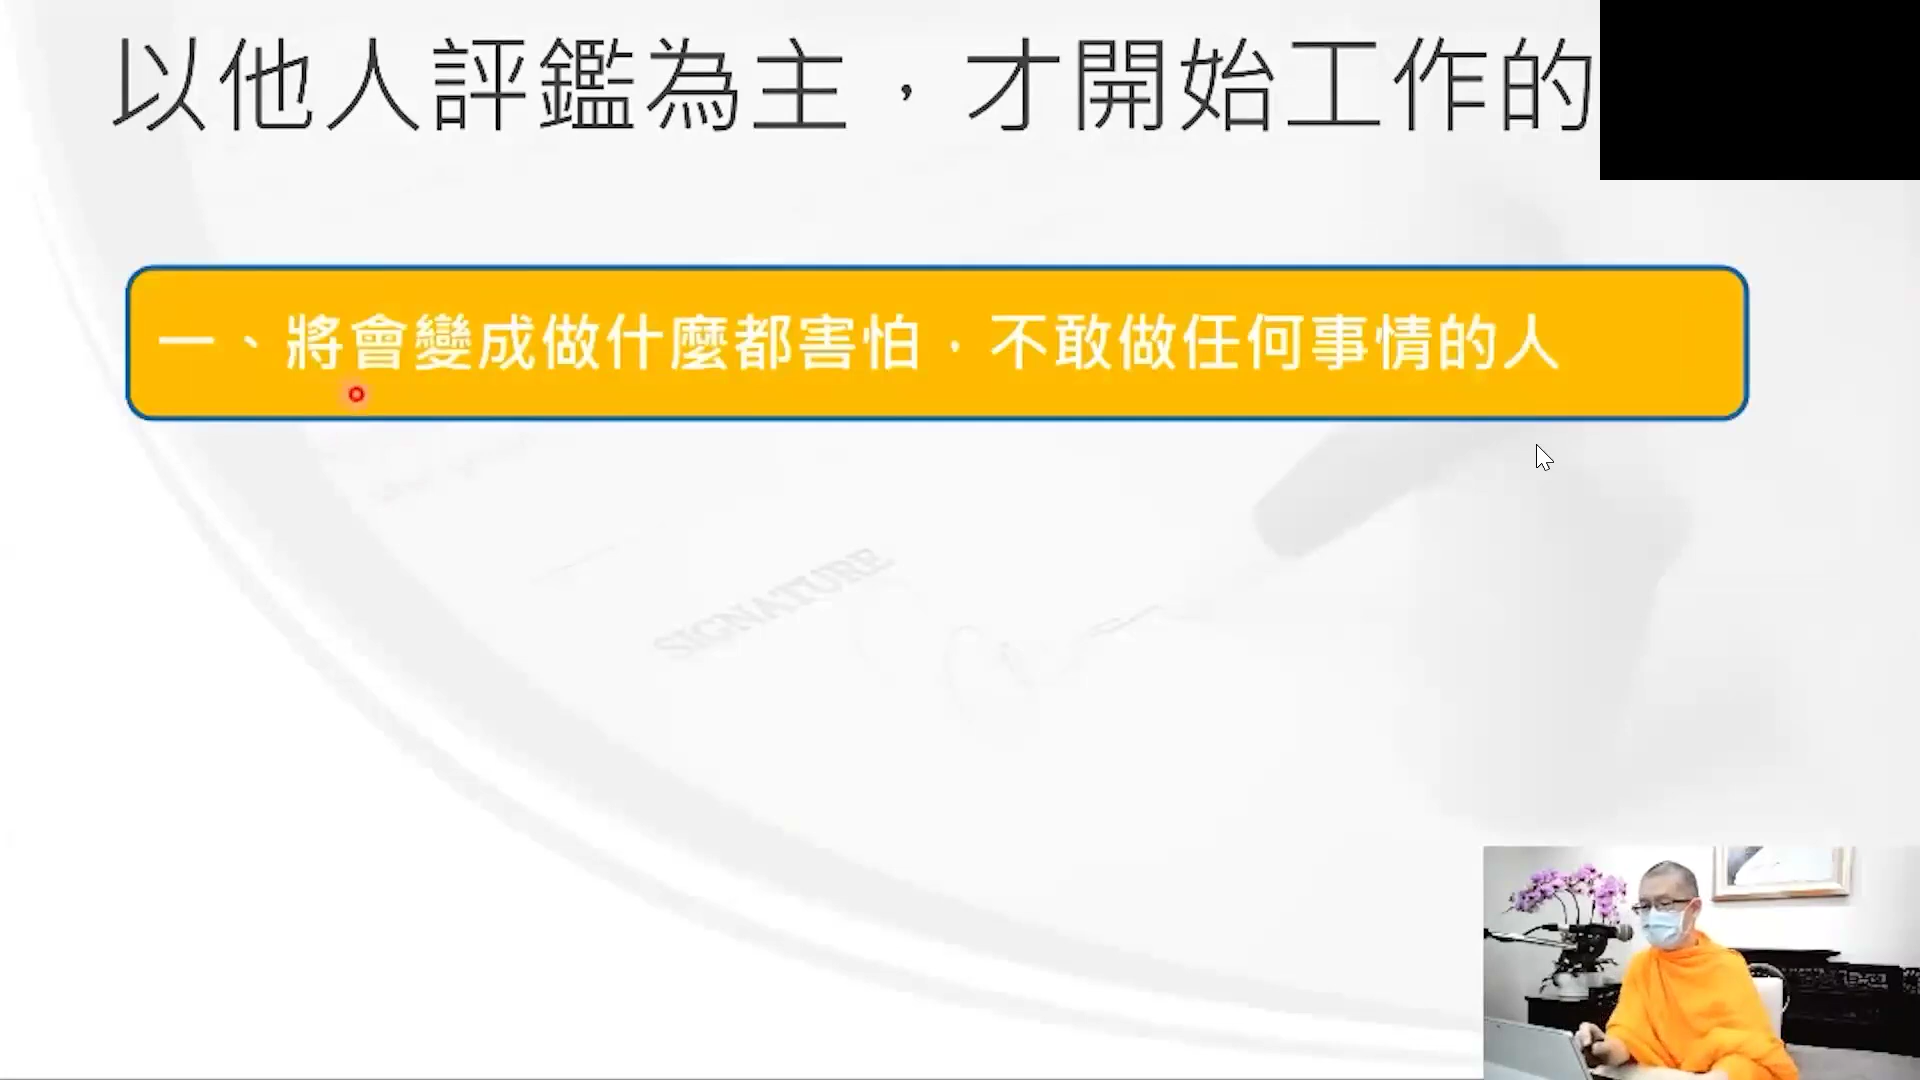 以他人評鑑為主，才開始工作的
一、將會變成做什麼都害怕，不敢做任何事情的人
SIGNATURE